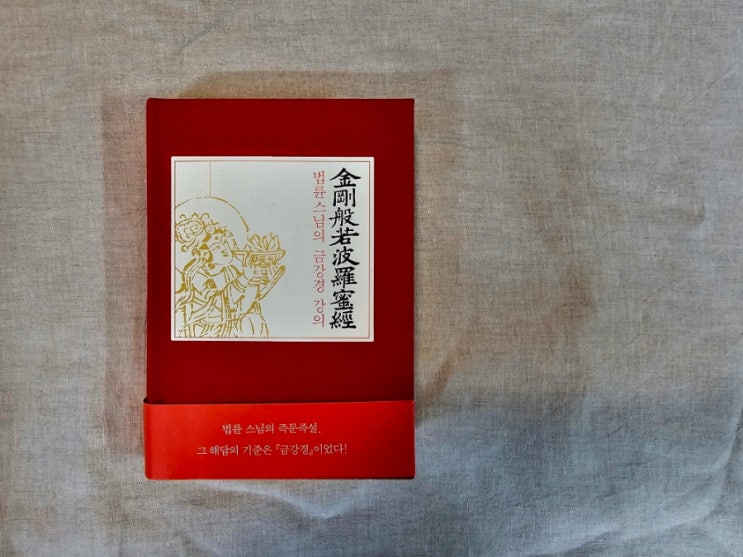 金剛般若波羅蜜經
법륜 스님의 금강경 강의
법륜 스님의 즉문즉설,
그 해답의 기준은 『금강경』이었다!